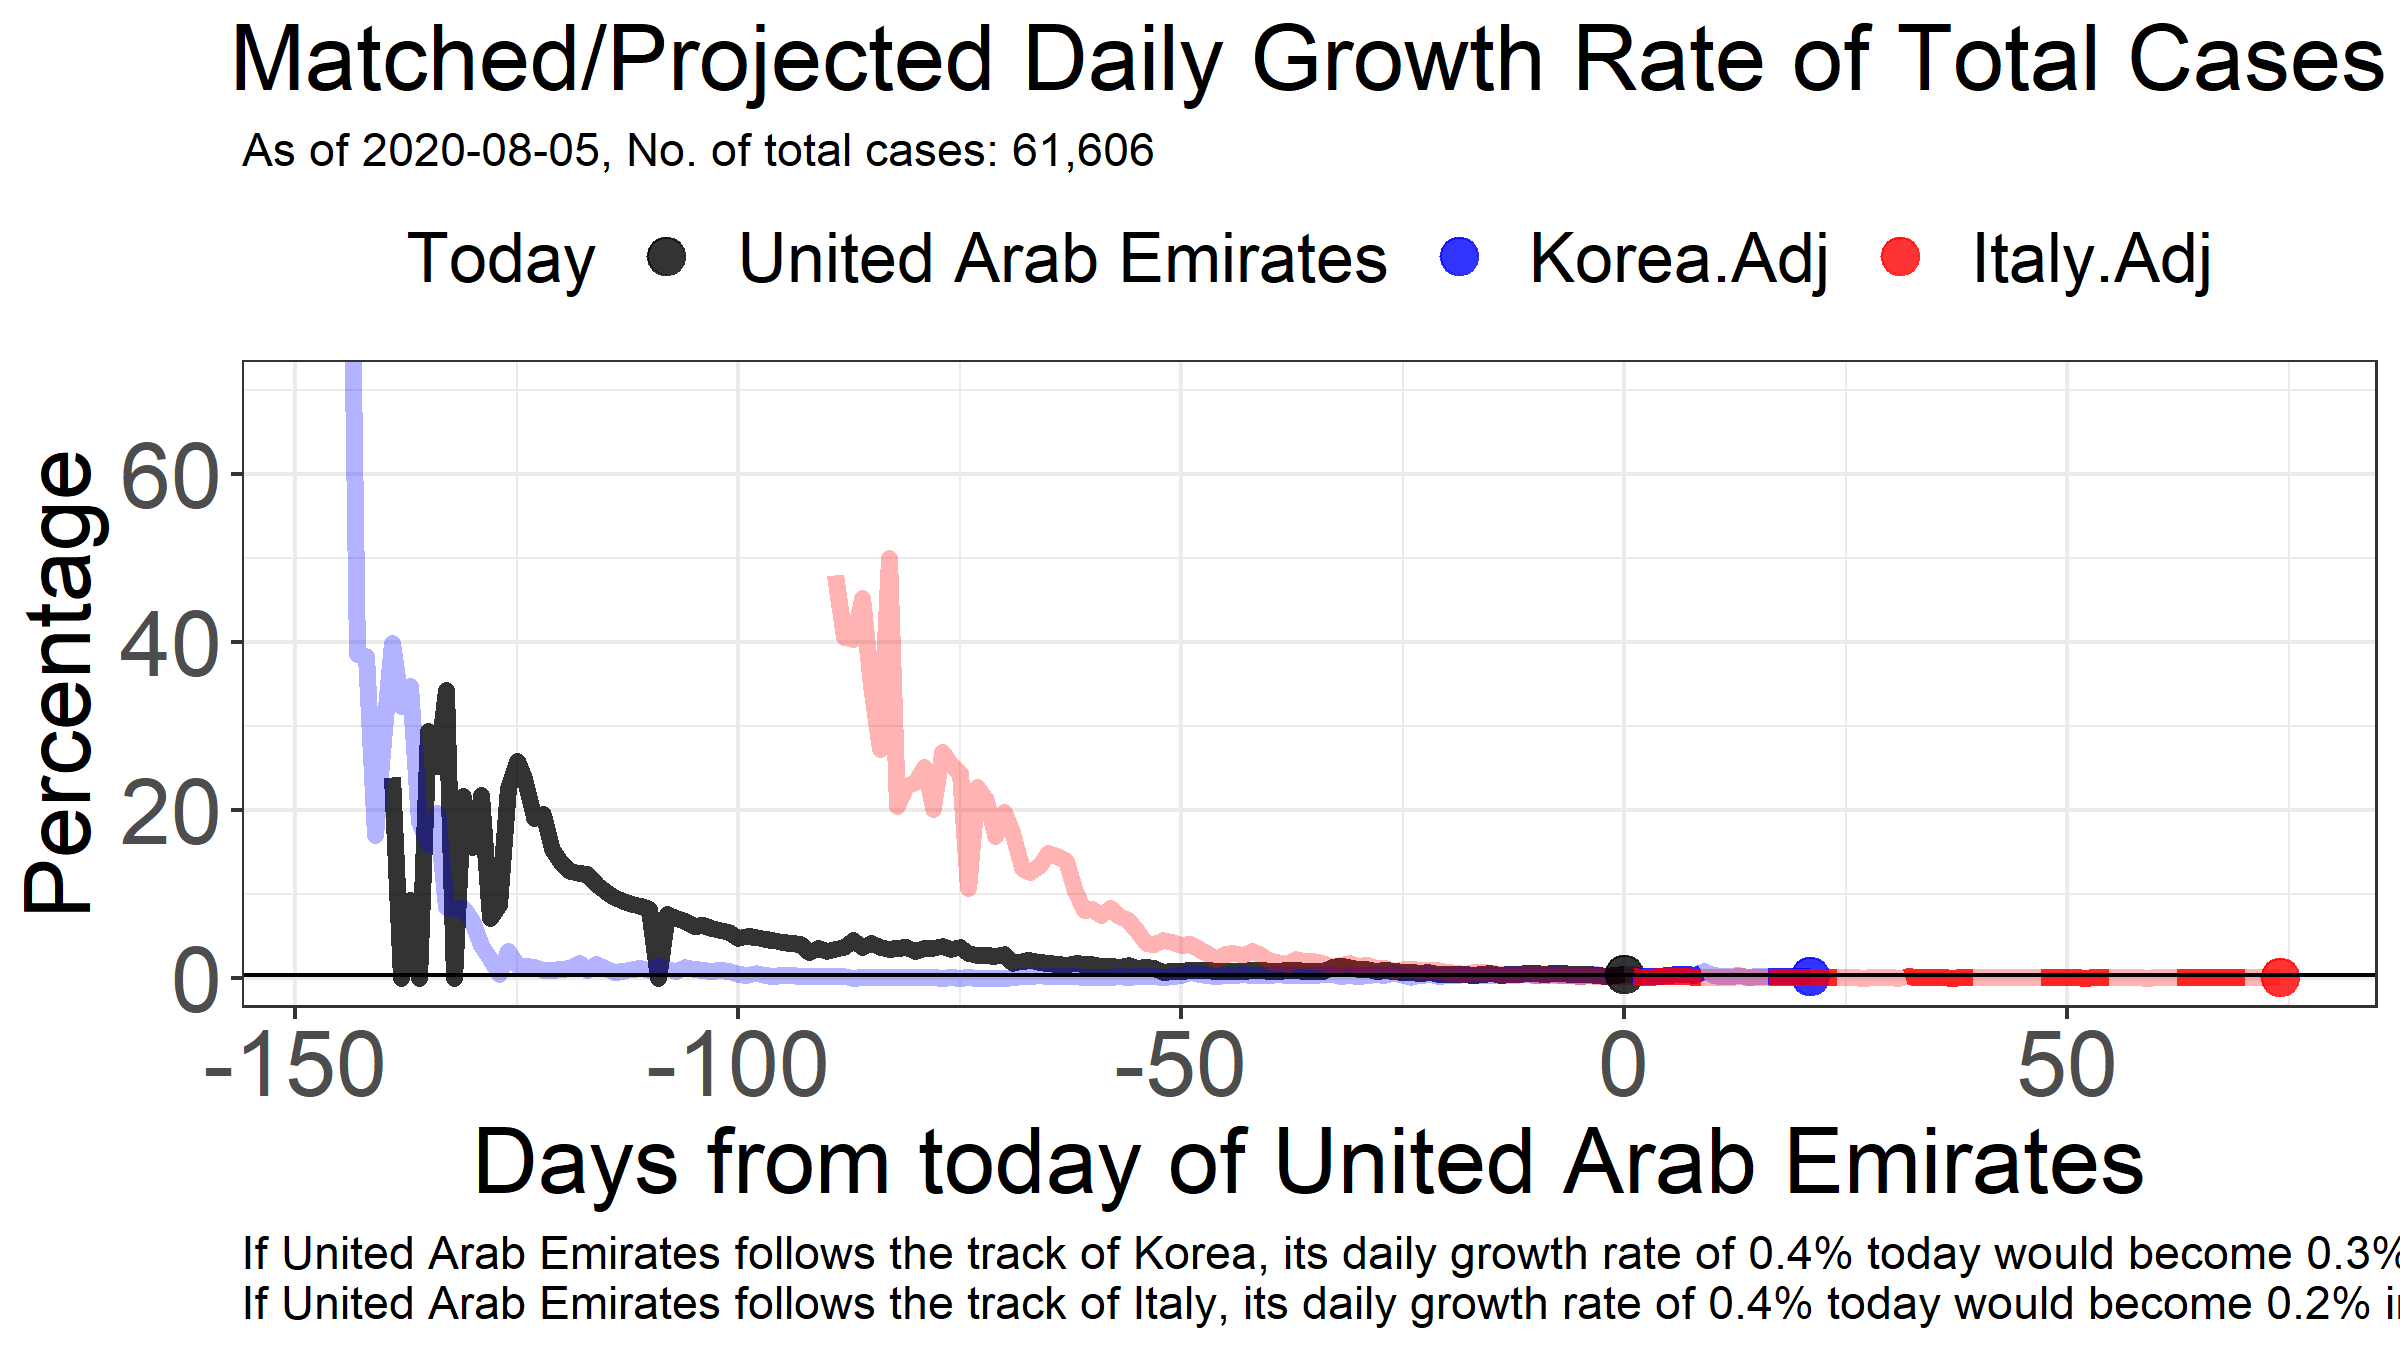 Matched/Projected Daily Growth Rate of Total Cases
As of 2020-08-05, No. of total cases: 61,606
Today United Arab Emirates Korea.Adj Italy.Adj
Percentage
60
40
20
0
-150 -100 -50 0 50
Days from today of United Arab Emirates
If United Arab Emirates follows the track of Korea, its daily growth rate of 0.4% today would become 0.3%
If United Arab Emirates follows the track of Italy, its daily growth rate of 0.4% today would become 0.2%